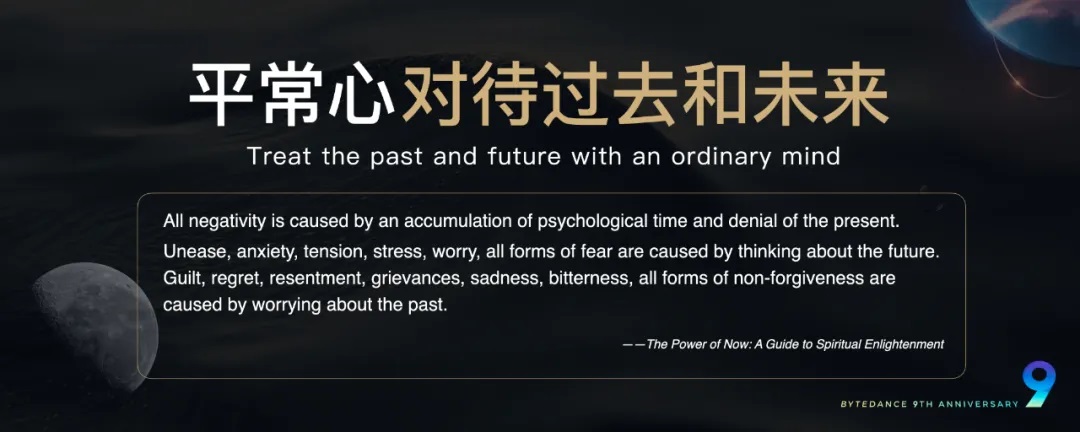 平常心对待过去和未来
Treat the past and future with an ordinary mind
All negativity is caused by an accumulation of psychological time and denial of the present.
Unease, anxiety, tension, stress, worry, all forms of fear are caused by thinking about the future.
Guilt, regret, resentment, grievances, sadness, bitterness, all forms of non-forgiveness are
caused by worrying about the past.
——The Power of Now: A Guide to Spiritual Enlightenment
BYTEDANCE 9TH ANNIVERSARY 9